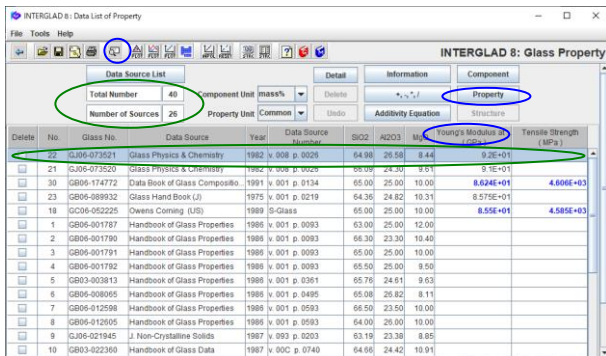 INTERGLAD 8: Data List of Property
File Tools Help
INTERGLAD 8: Glass Property
Data Source List Detail Information Component
Total Number 40 Component Unit mass% Delete +, -, *, / Property
Number of Sources 26 Property Unit Common Undo Additivity Equation Structure
Delete No. Glass No. Data Source Year Data Source Number SiO2 Al2O3 Young's Modulus at (GPa) Tensile Strength (MPa)
22 GJ06-073521 Glass Physics & Chemistry 1982 v. 008 p. 0026 64.98 26.58 8.44 9.2E+01
21 GJ06-073520 Glass Physics & Chemistry 1982 v. 008 p. 0026 66.09 24.30 9.61 9.1E+01
30 GB06-174772 Data Book of Glass Compositio... 1991 v. 001 p. 0134 65.00 25.00 10.00 8.624E+01 4.606E+03
23 GB06-089932 Glass Hand Book (J) 1975 v. 001 p. 0219 64.36 24.82 10.31 8.575E+01
18 GC06-052225 Owens Corning (US) 1989 S-Glass 65.00 25.00 10.00 8.55E+01 4.585E+03
1 GB06-001787 Handbook of Glass Properties 1986 v. 001 p. 0093 63.00 25.00 12.00
2 GB06-001790 Handbook of Glass Properties 1986 v. 001 p. 0093 66.30 23.30 10.40
3 GB06-001791 Handbook of Glass Properties 1986 v. 001 p. 0093 65.00 25.00 10.00
4 GB06-001792 Handbook of Glass Properties 1986 v. 001 p. 0093 65.50 25.00 9.50
5 GB03-003813 Handbook of Glass Properties 1986 v. 001 p. 0361 65.76 24.61 9.63
6 GB06-008065 Handbook of Glass Properties 1986 v. 001 p. 0495 65.08 26.82 8.11
7 GB06-012598 Handbook of Glass Properties 1986 v. 001 p. 0593 66.50 23.50 10.00
8 GB06-012605 Handbook of Glass Properties 1986 v. 001 p. 0593 64.00 26.00 10.00
9 GJ06-021945 J. Non-Crystalline Solids 1987 v. 093 p. 0203 63.19 23.38 8.85
10 GB03-022360 Handbook of Glass Data 1987 v. 00C p. 0740 64.66 24.42 10.91